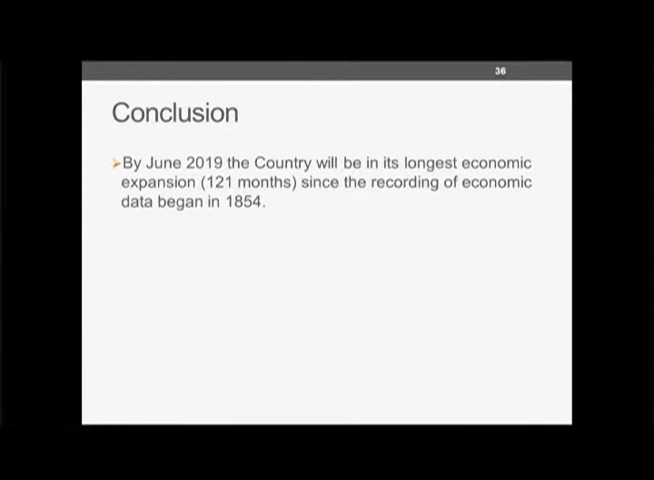 36
Conclusion
➢By June 2019 the Country will be in its longest economic
expansion (121 months) since the recording of economic
data began in 1854.